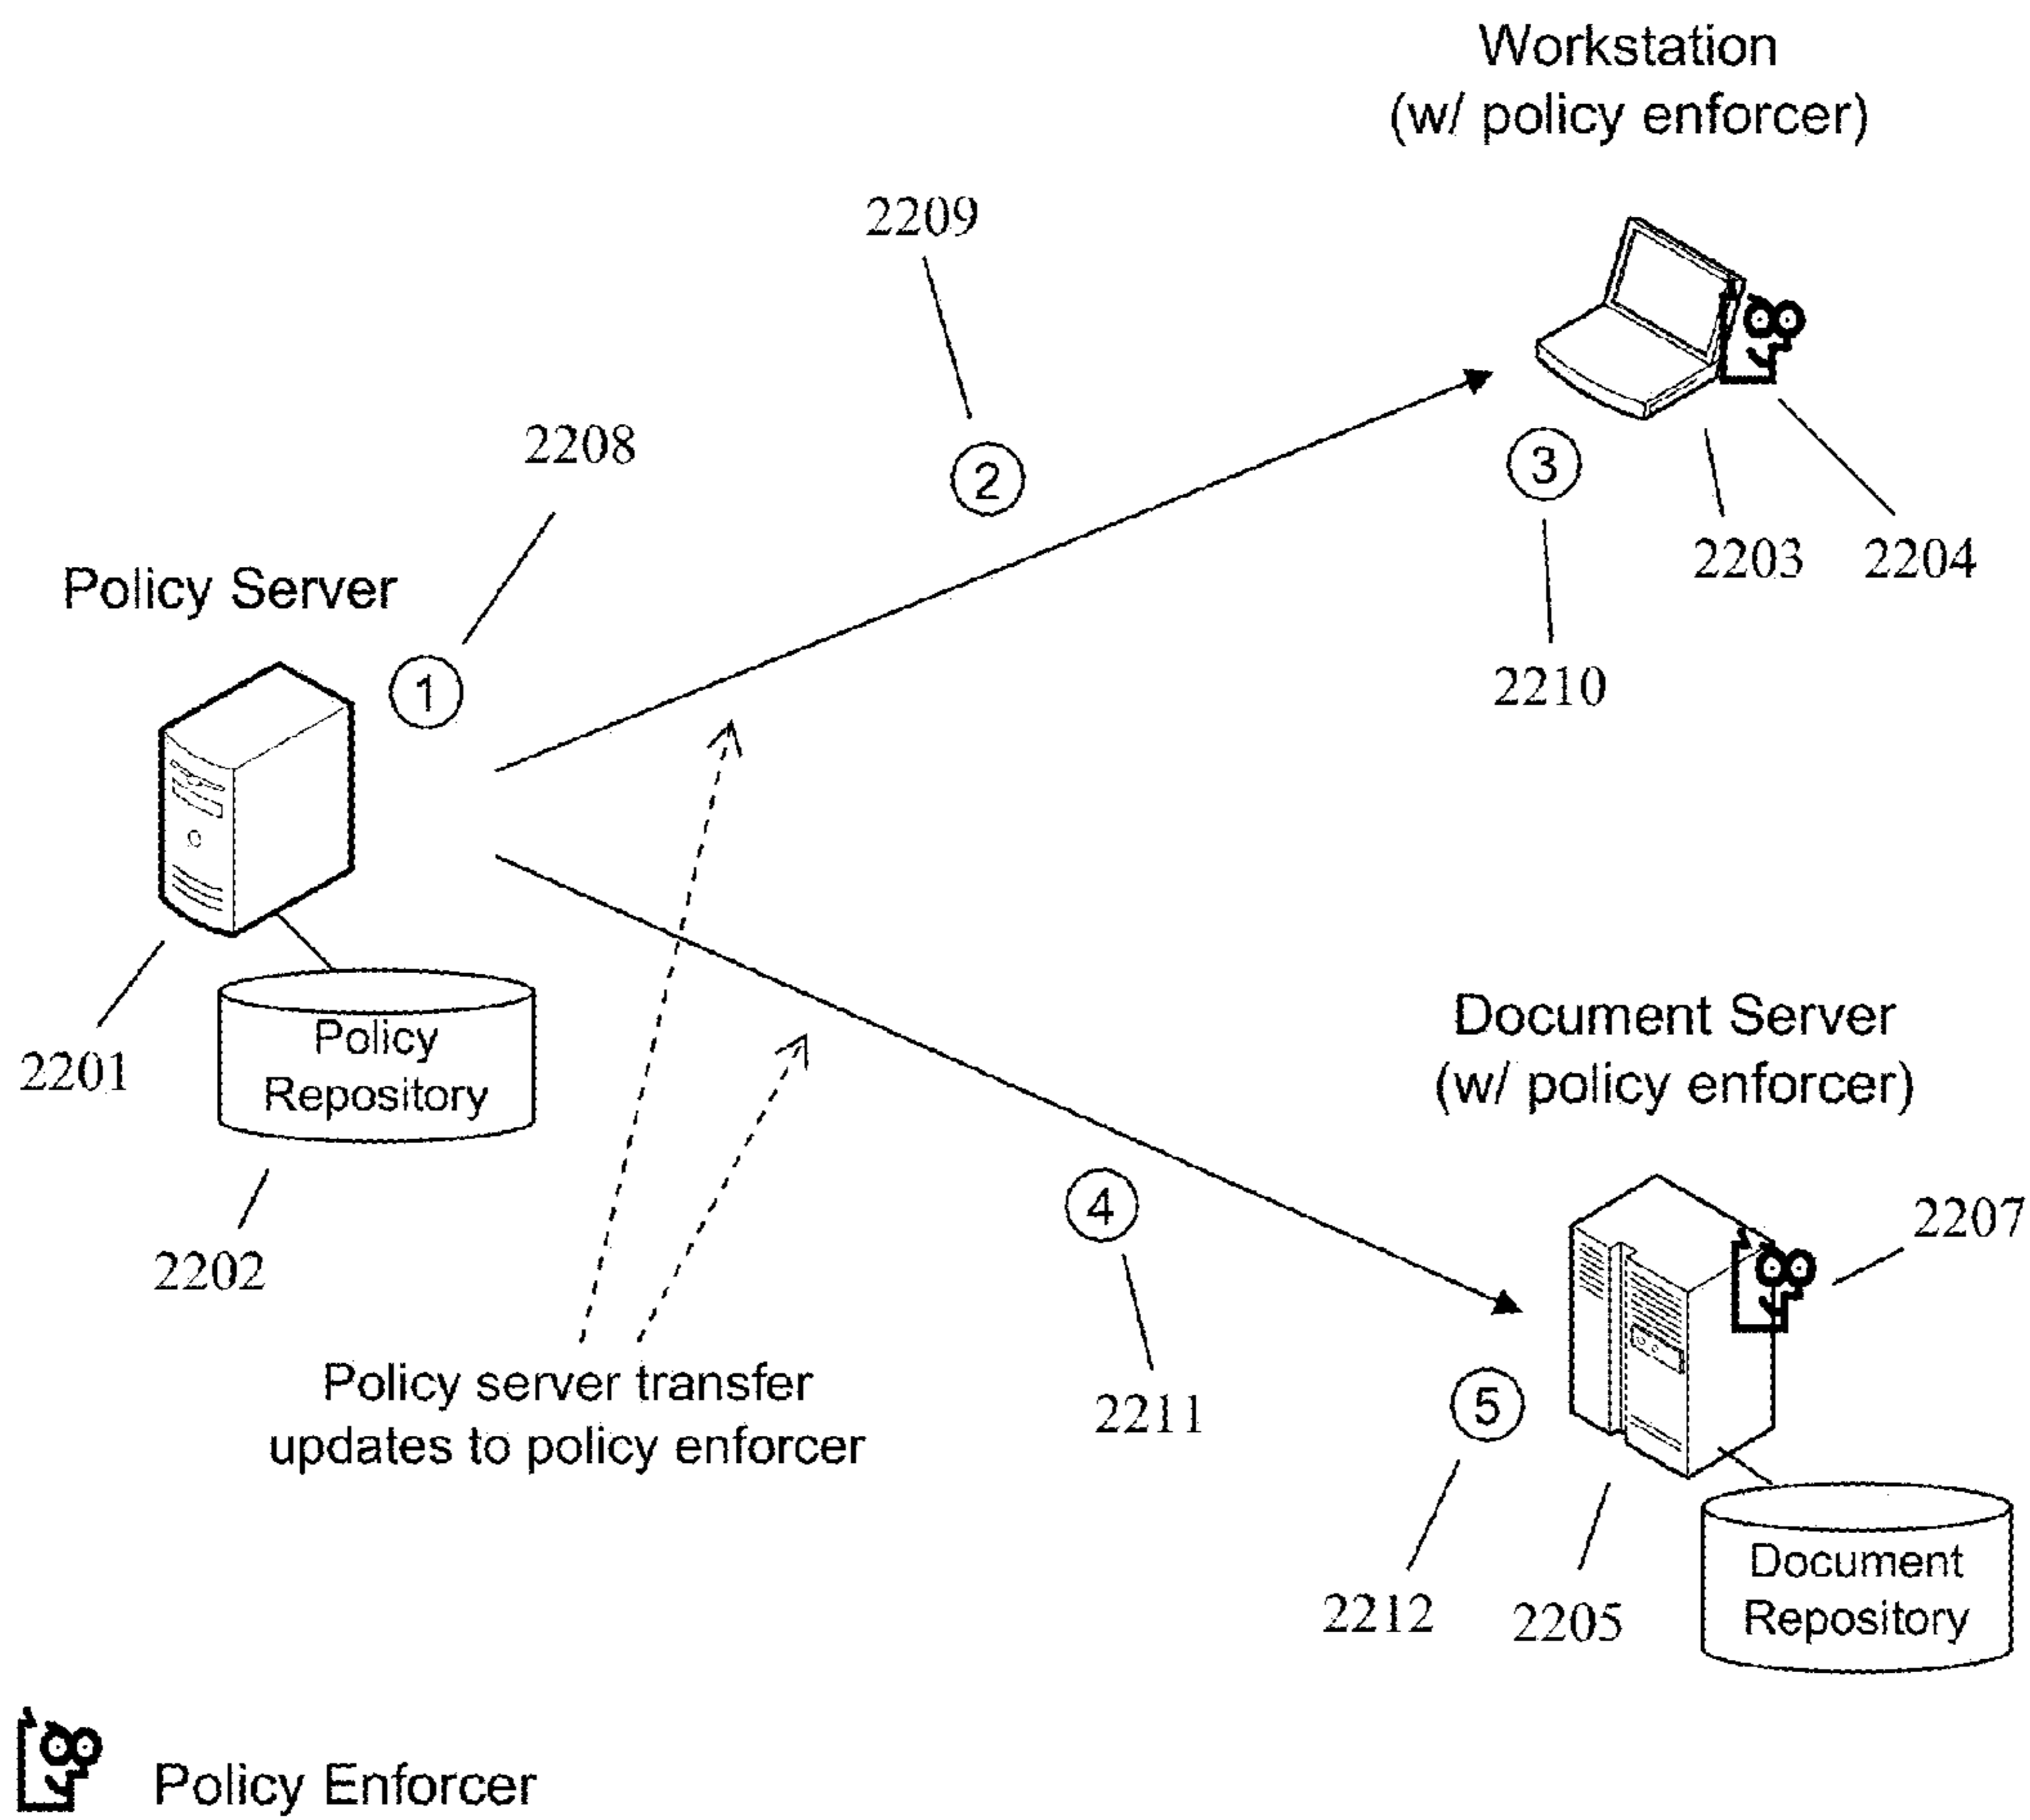 Workstation
(w/ policy enforcer)
2209
2208
2
3
2203
2204
Policy Server
1
2210
2201
Policy
Repository
2202
Document Server
(w/ policy enforcer)
4
2207
Policy server transfer
updates to policy enforcer
2211
5
2212
2205
Document
Repository
Policy Enforcer